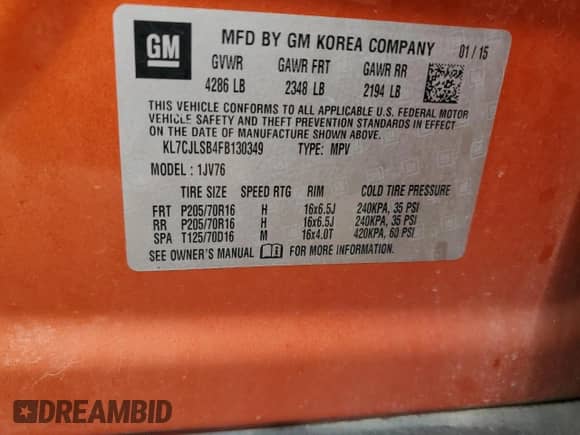 GM
MFD BY GM KOREA COMPANY 01/15
GVWR GAWR FRT GAWR RR
4286 LB 2348 LB 2194 LB
THIS VEHICLE CONFORMS TO ALL APPLICABLE U.S. FEDERAL MOTOR
VEHICLE SAFETY AND THEFT PREVENTION STANDARDS IN EFFECT
ON THE DATE OF MANUFACTURE SHOWN ABOVE.
KL7CJLSB4FB130349 TYPE: MPV
MODEL: 1JV76
TIRE SIZE SPEED RTG RIM COLD TIRE PRESSURE
FRT P205/70R16 H 16x6.5J 240KPA, 35 PSI
RR P205/70R16 H 16x6.5J 240KPA, 35 PSI
SPA T125/70D16 M 16x4.0T 420KPA, 60 PSI
SEE OWNER'S MANUAL FOR MORE INFORMATION.
DREAMBID